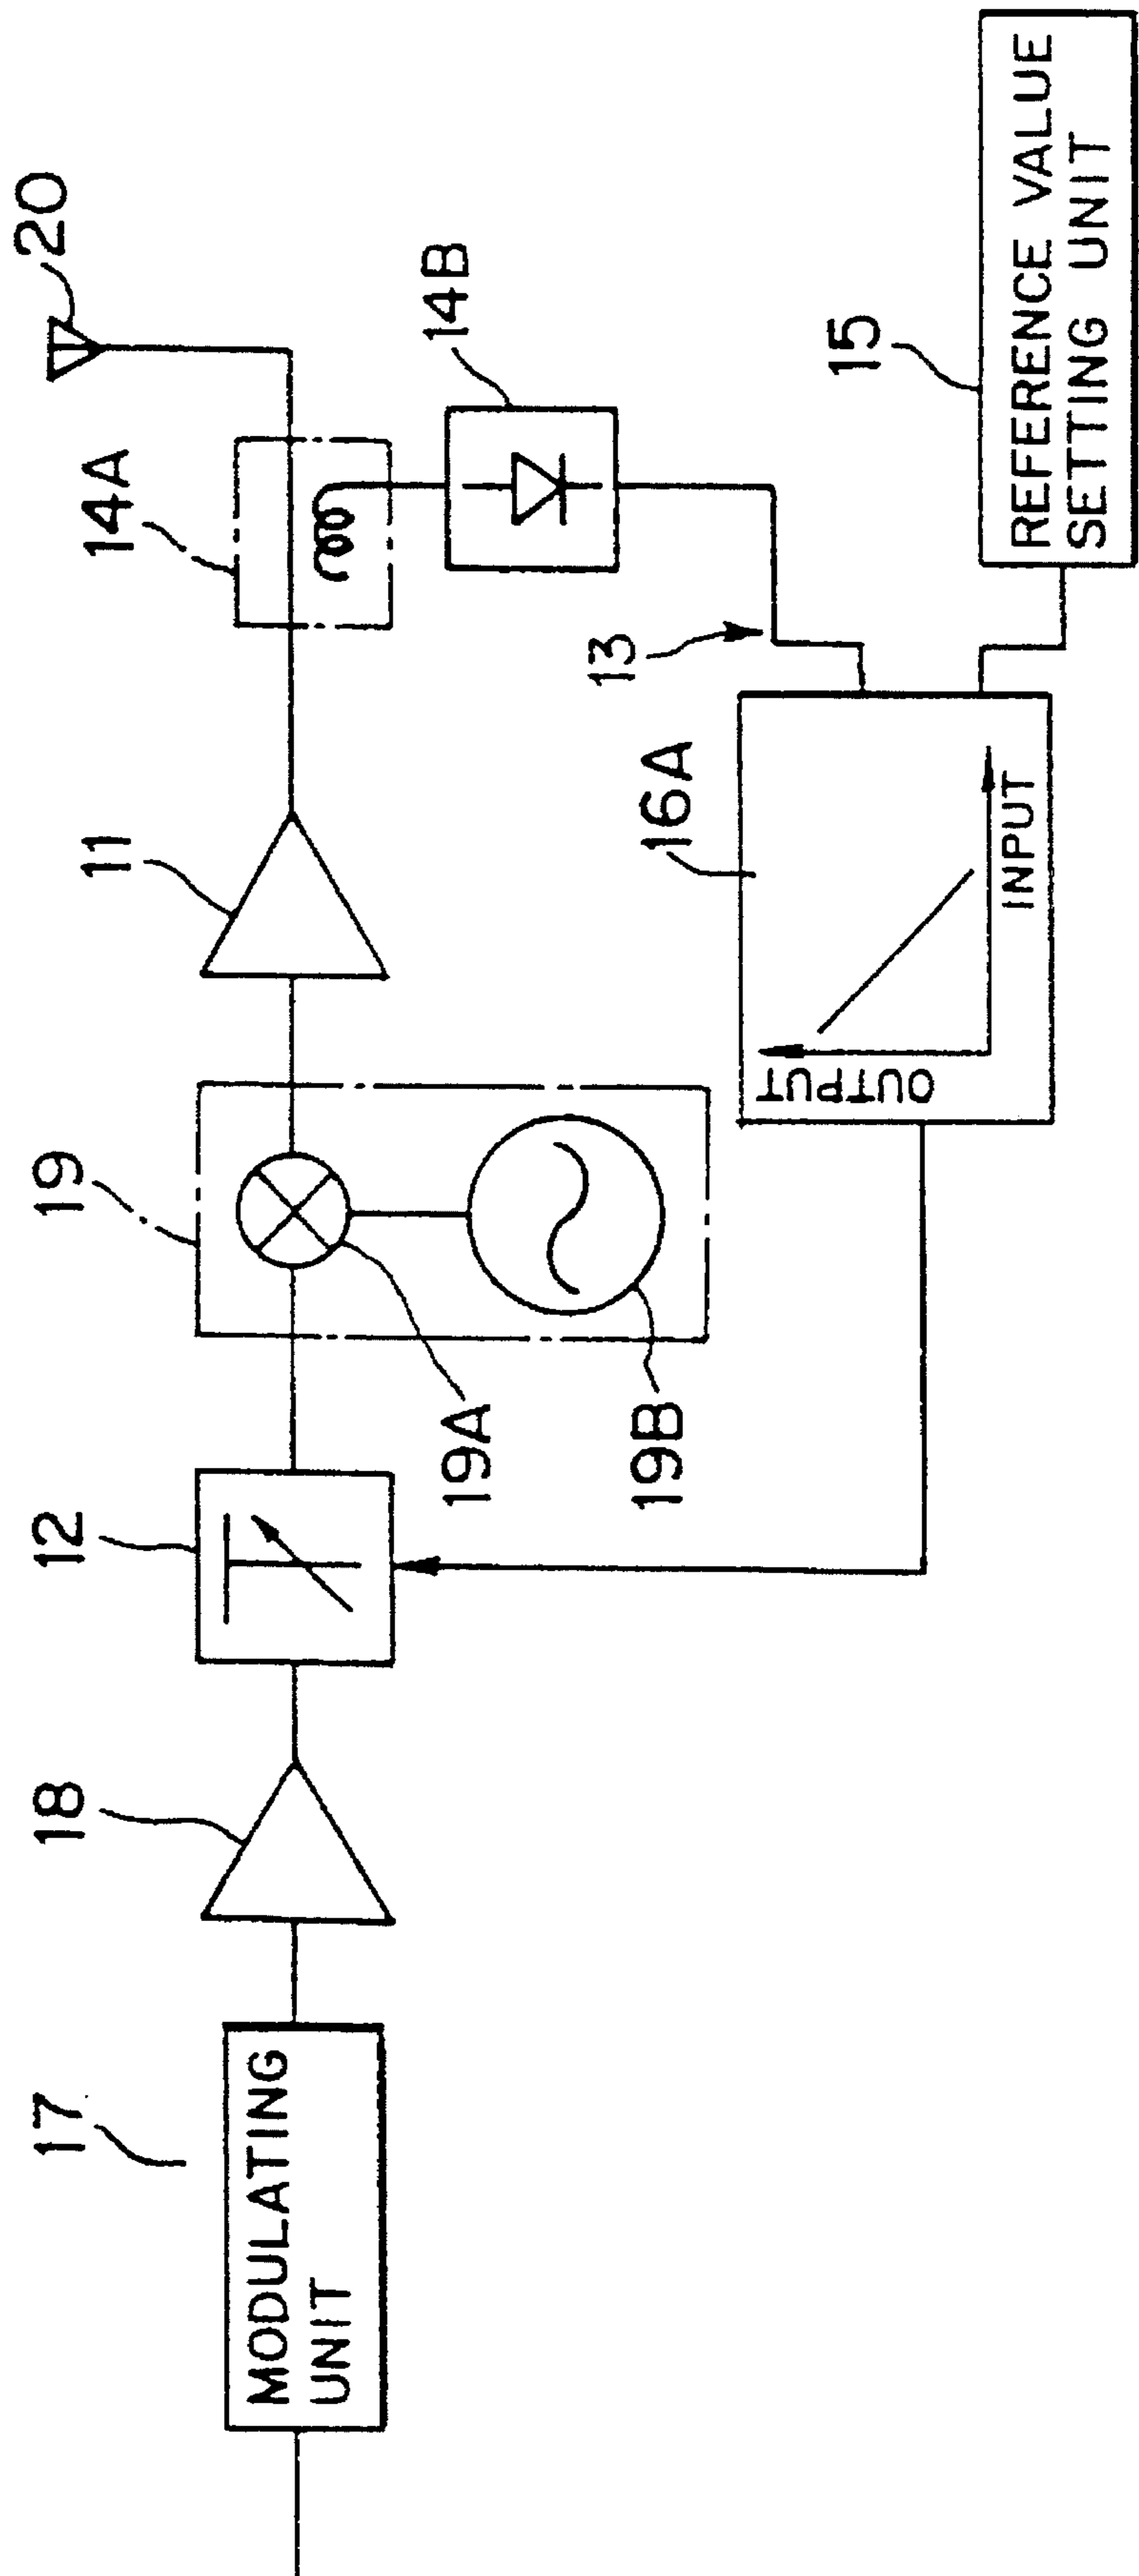 20
14A
14B
11
13
15
REFERENCE VALUE
SETTING UNIT
16A
OUTPUT
INPUT
19
19A
19B
12
18
17
MODULATING
UNIT